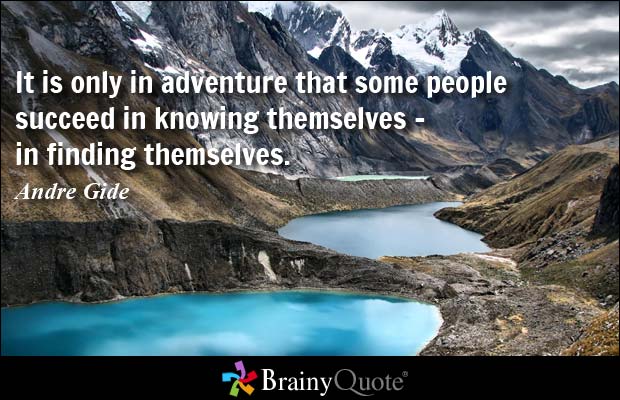 It is only in adventure that some people
succeed in knowing themselves -
in finding themselves.
Andre Gide
BrainyQuote®